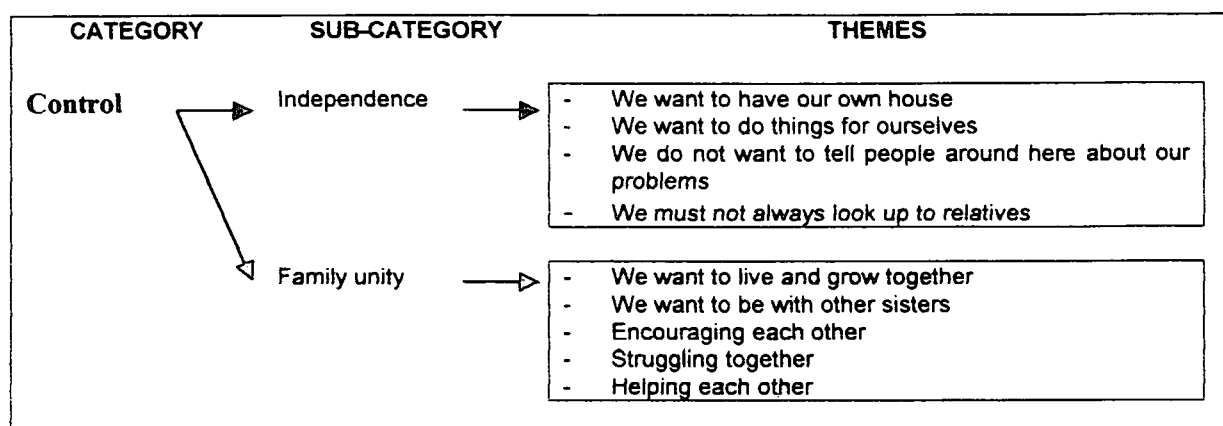 CATEGORY SUB-CATEGORY THEMES
Control Independence
- We want to have our own house
- We want to do things for ourselves
- We do not want to tell people around here about our
problems
- We must not always look up to relatives
Family unity
- We want to live and grow together
- We want to be with other sisters
- Encouraging each other
- Struggling together
- Helping each other